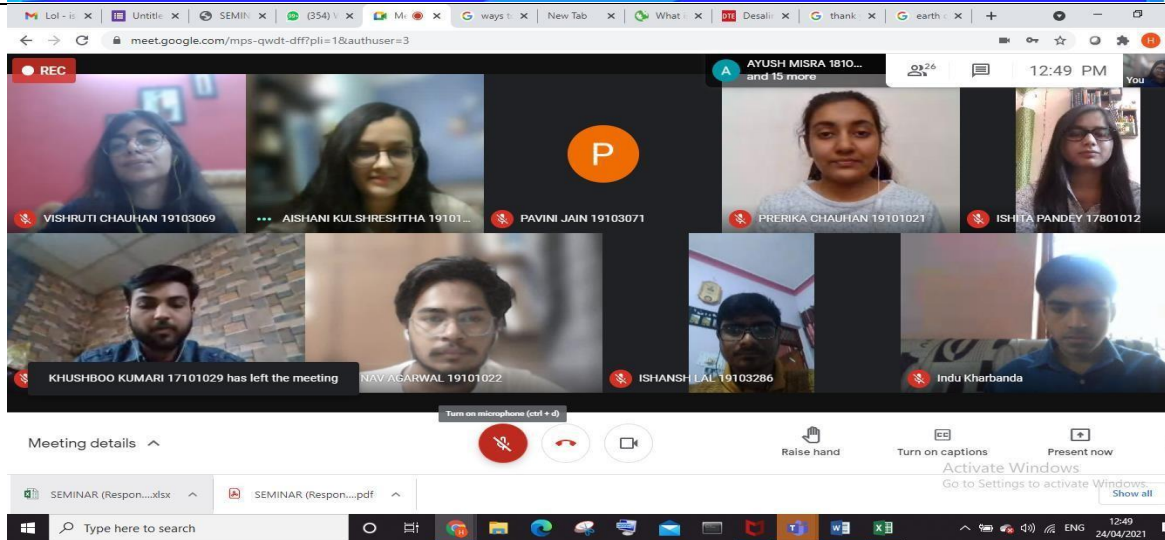 Lol - is
Untitle
SEMIN
(354) W
M
ways t
New Tab
What i
DTE
Desalin
thank
earth
meet.google.com/mps-qwdt-dff?pli=1&authuser=3
H
REC
A
AYUSH MISRA 1810...
and 15 more
26
12:49 PM
You
P
VISHRUTI CHAUHAN 19103069
AISHANI KULSHRESHTHA 19101...
PAVINI JAIN 19103071
PRERIKA CHAUHAN 19101021
ISHITA PANDEY 17801012
KHUSHBOO KUMARI 17101029 has left the meeting
NAV AGARWAL 19101022
ISHANSH LAL 19103286
Indu Kharbanda
Turn on microphone (ctrl + d)
Meeting details
Raise hand
CC
Turn on captions
Present now
Activate Windows
Go to Settings to activate Windows.
SEMINAR (Respon....xlsx
SEMINAR (Respon....pdf
Show all
Type here to search
ENG
12:49
24/04/2021